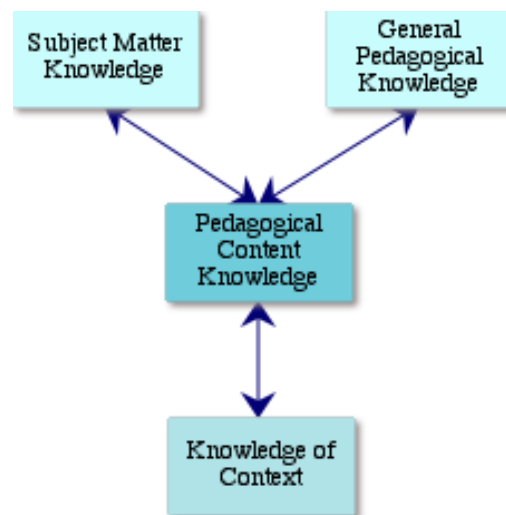 Subject Matter
Knowledge
General
Pedagogical
Knowledge
Pedagogical
Content
Knowledge
Knowledge of
Context